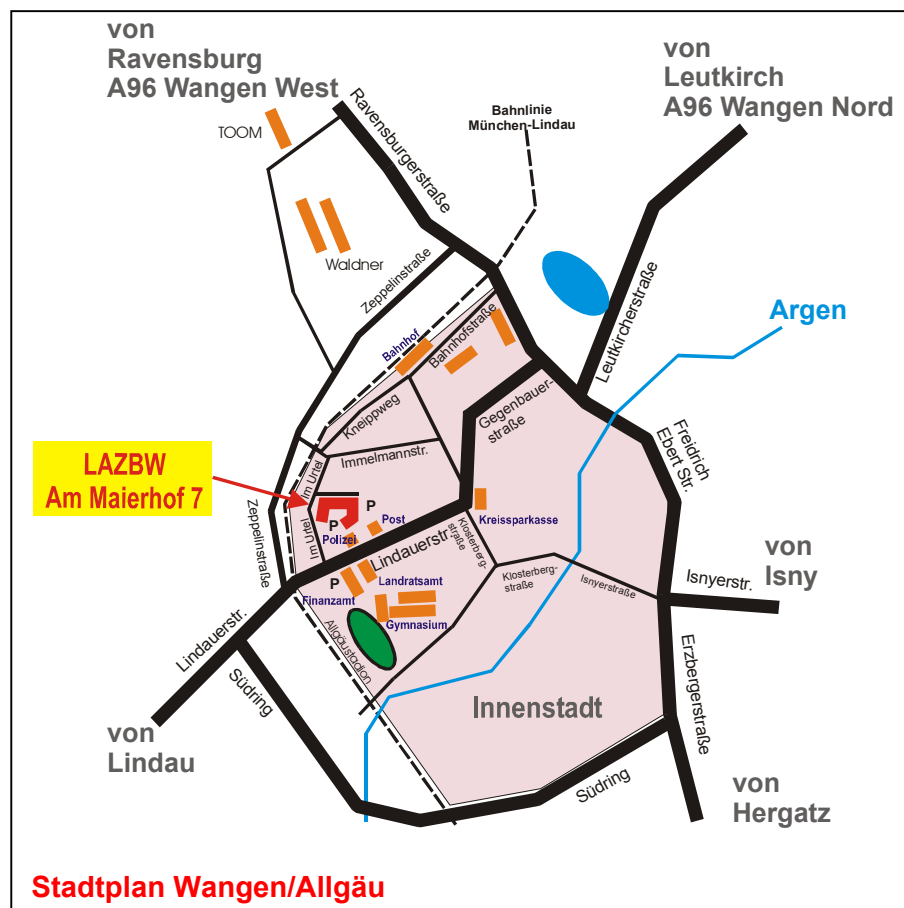 von
Ravensburg
A96 Wangen West
von
Leutkirch
A96 Wangen Nord
TOOM
Ravensburgerstraße
Bahnlinie
München-Lindau
Waldner
Zeppelinstraße
Leutkircherstraße
Argen
Bahnhof
Bahnhofstraße
Kneippweg
Gegenbauer-
straße
Freidrich
Ebert Str.
LAZBW
Am Maierhof 7
Im Urtel
Immelmannstr.
Im Urtel
P
P
Post
Polizei
Kreissparkasse
Zeppelinstraße
Lindauerstr.
Klosterberg-
straße
P
Landratsamt
Finanzamt
Klosterberg-
straße
Isnyerstraße
von
Isny
Isnyerstr.
Gymnasium
Allgäustadion
Lindauerstr.
Südring
Erzbergerstraße
Innenstadt
von
Lindau
Südring
von
Hergatz
Stadtplan Wangen/Allgäu